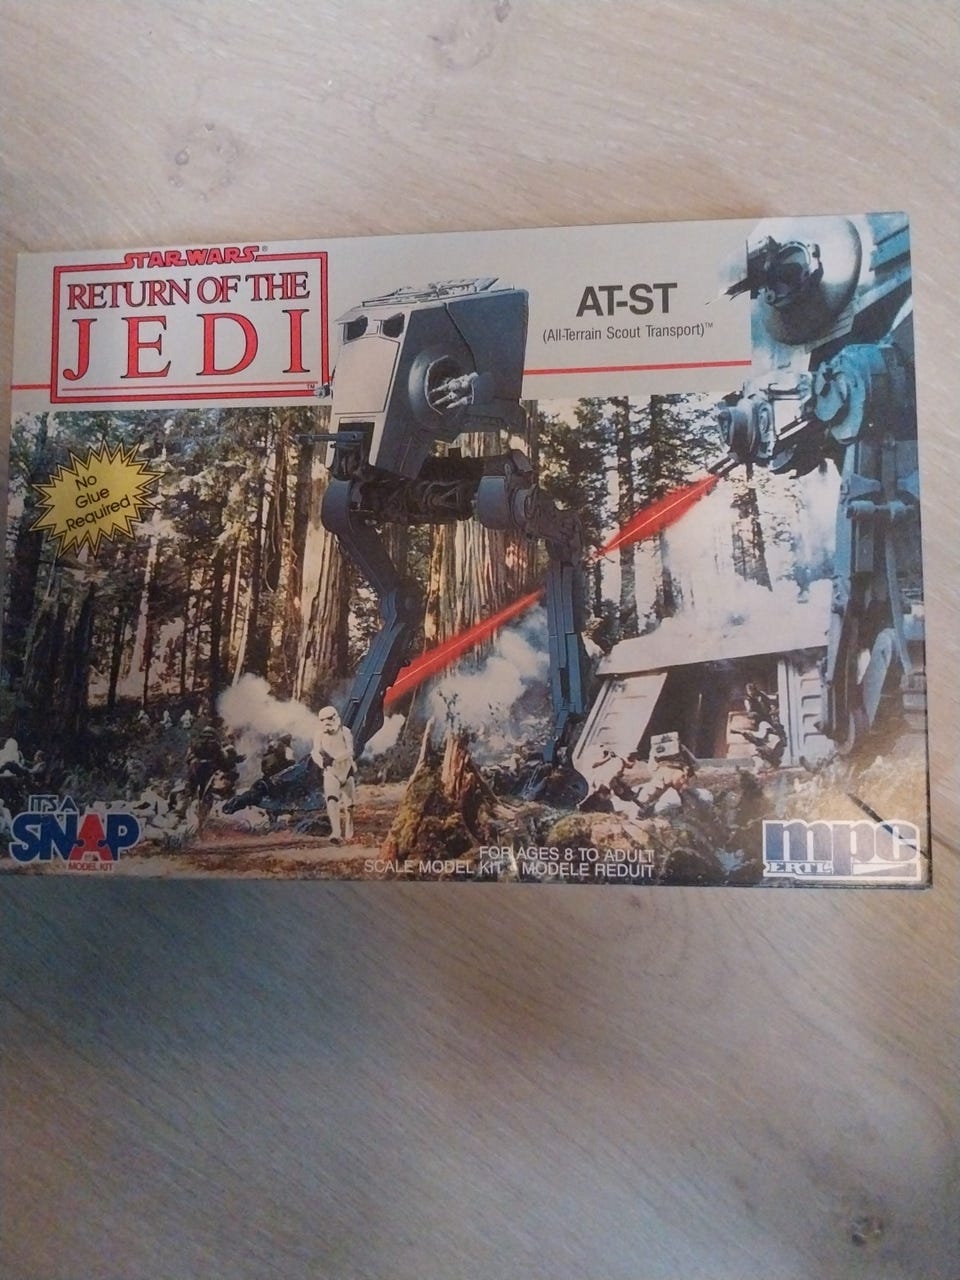 STAR WARS®
RETURN OF THE
JEDI
TM
AT-ST
(All-Terrain Scout Transport)™
No
Glue
Required
IT'S A
SNAP
MODEL KIT
FOR AGES 8 TO ADULT
SCALE MODEL KIT • MODELE REDUIT
mpc
ERTL